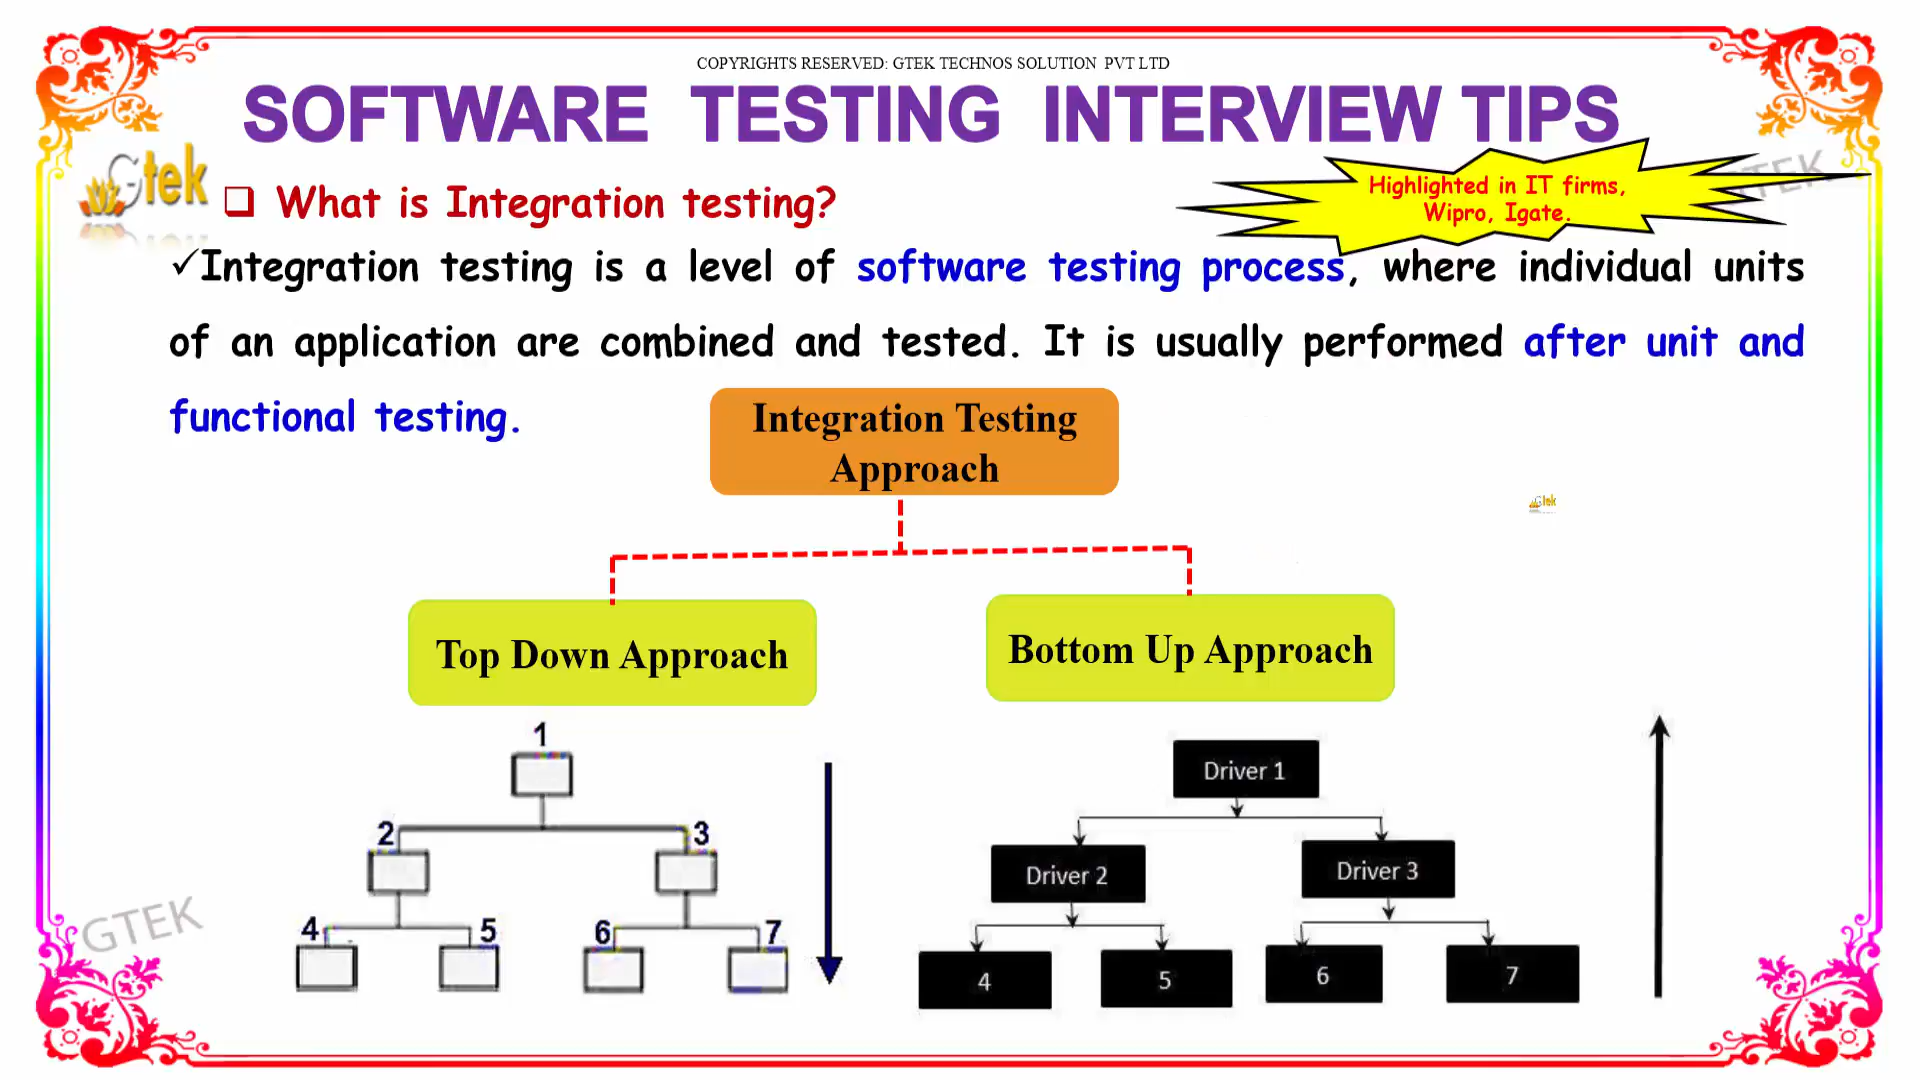 COPYRIGHTS RESERVED: GTEK TECHNOS SOLUTION PVT LTD
SOFTWARE TESTING INTERVIEW TIPS
Gtek
GTEK
What is Integration testing?
Highlighted in IT firms,
Wipro, Igate.
Integration testing is a level of software testing process, where individual units
of an application are combined and tested. It is usually performed after unit and
functional testing.
Integration Testing
Approach
Gtek
Top Down Approach
Bottom Up Approach
1
2
3
4
5
6
7
Driver 1
Driver 2
Driver 3
4
5
6
7
GTEK